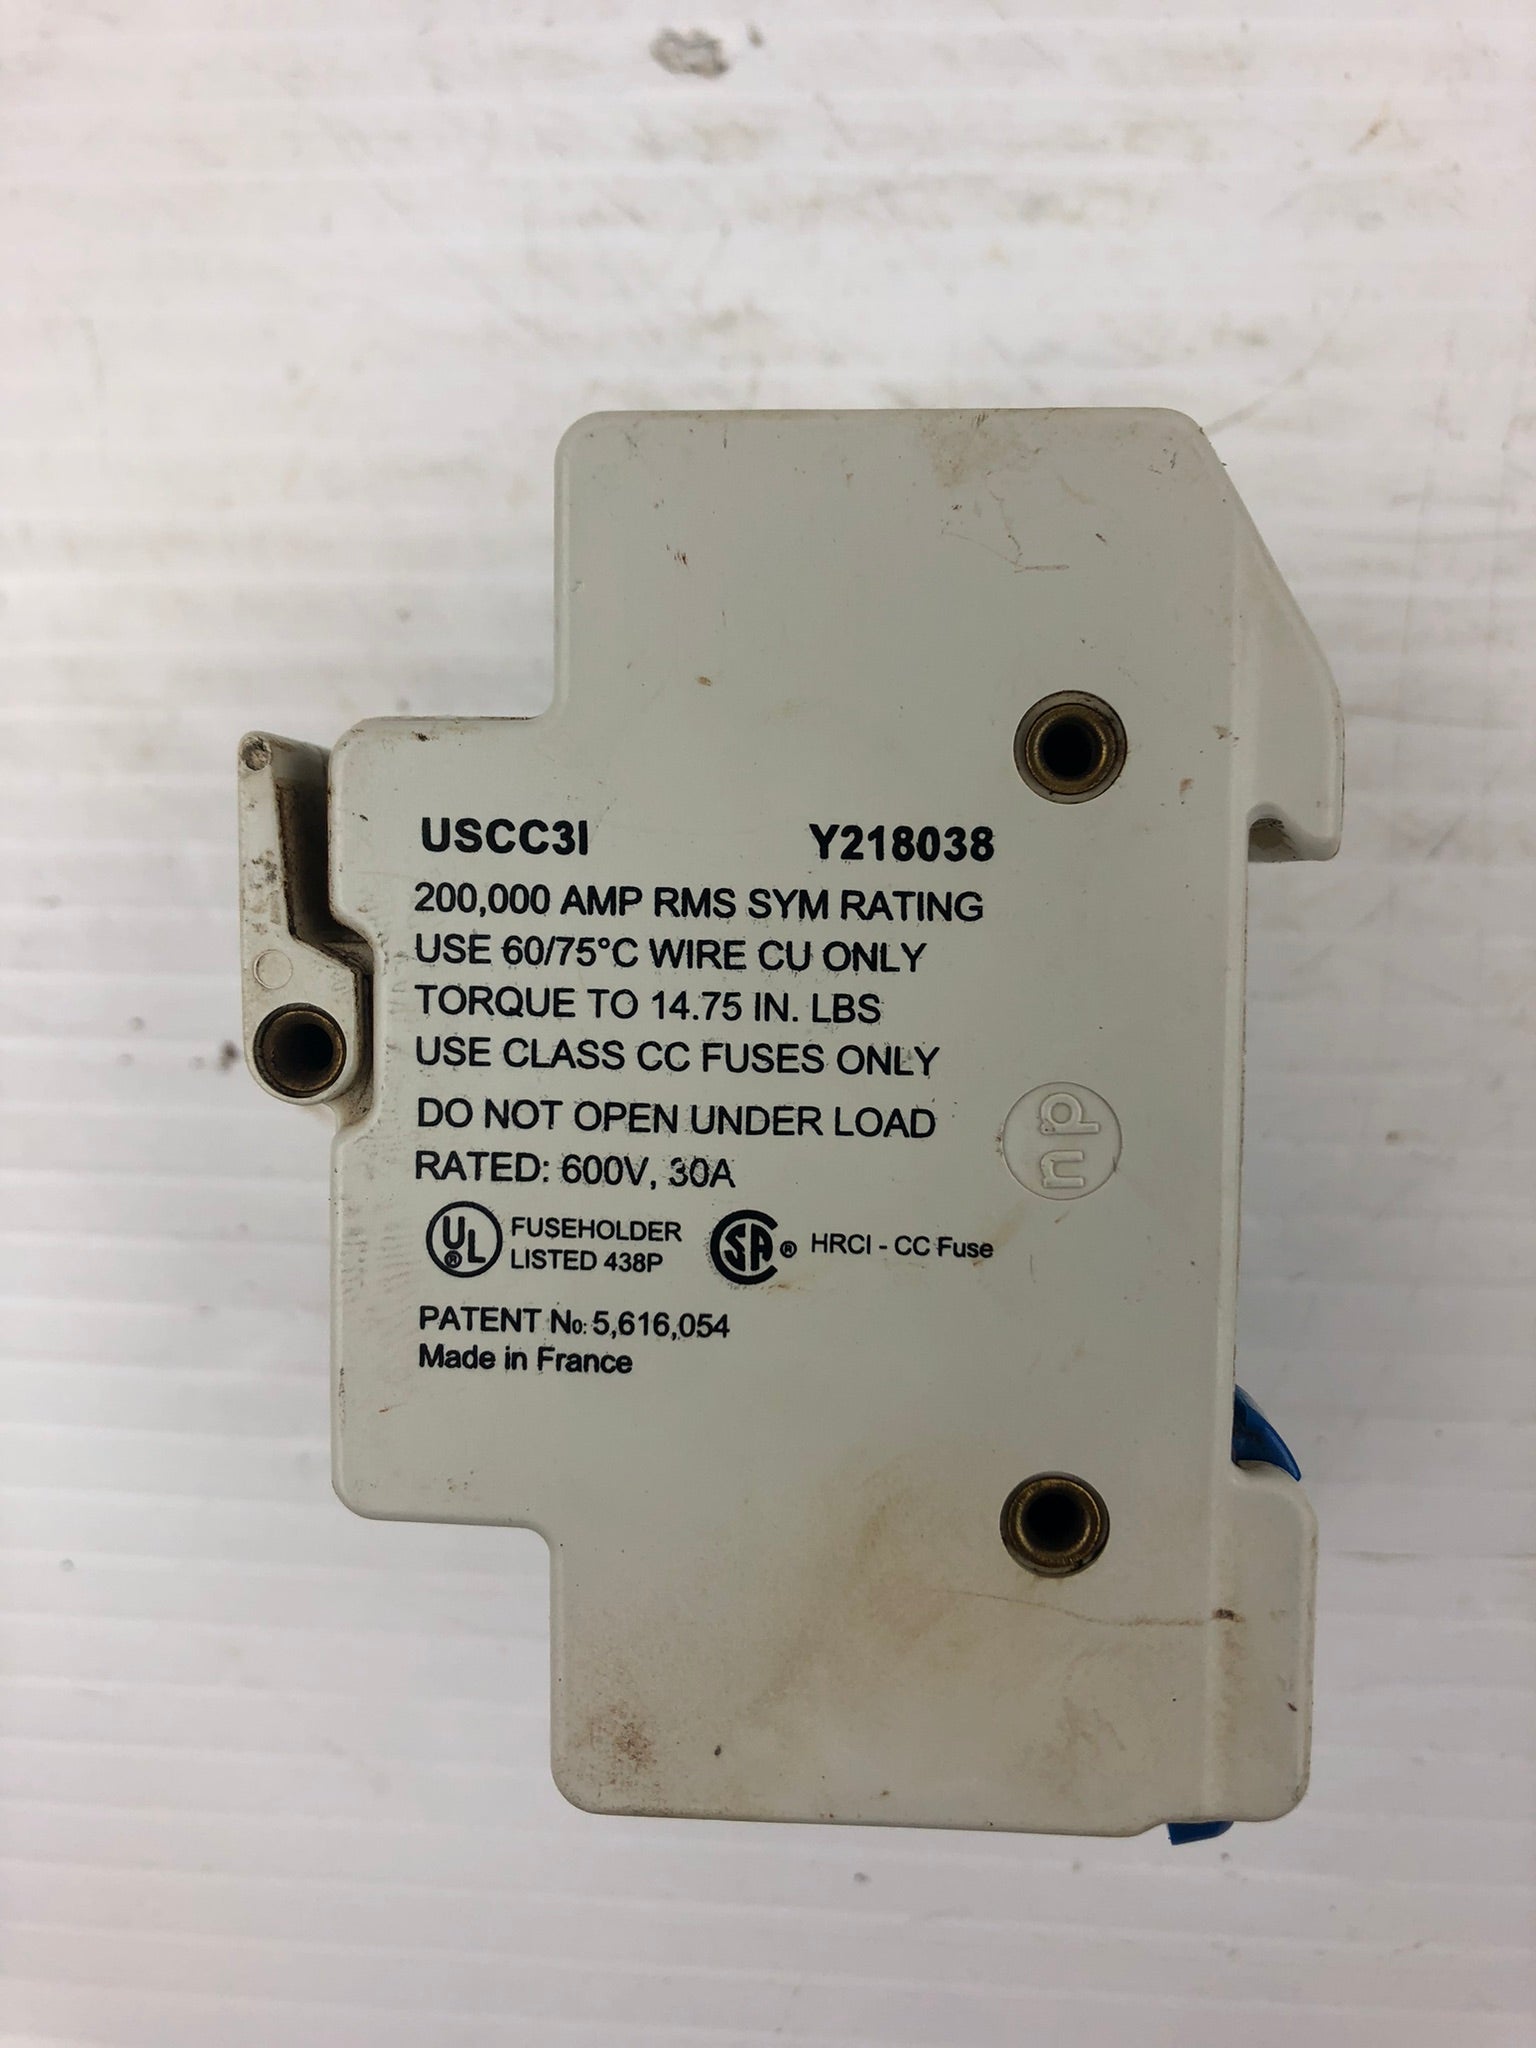 USCC3I Y218038
200,000 AMP RMS SYM RATING
USE 60/75°C WIRE CU ONLY
TORQUE TO 14.75 IN. LBS
USE CLASS CC FUSES ONLY
DO NOT OPEN UNDER LOAD
RATED: 600V, 30A
UL® FUSEHOLDER
LISTED 438P
SA® HRCI - CC Fuse
PATENT No: 5,616,054
Made in France